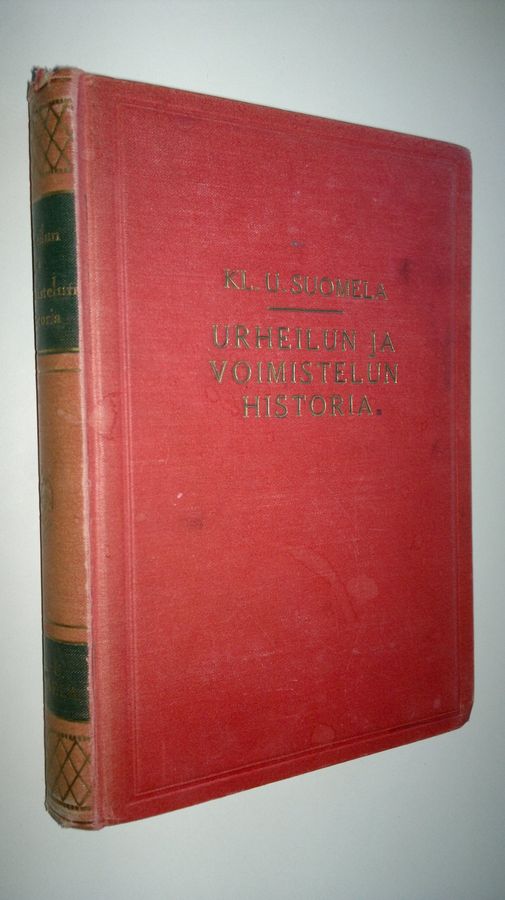 KL. U. SUOMELA
URHEILUN JA
VOIMISTELUN
HISTORIA.